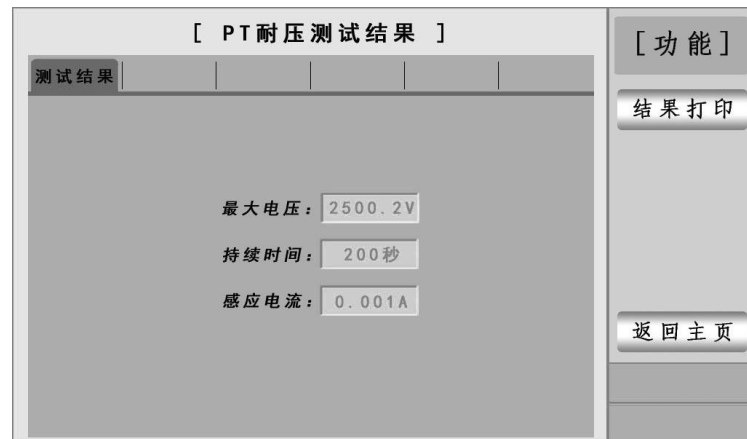 [ PT耐压测试结果 ]
[功能]
测试结果
结果打印
最大电压: 2500.2V
持续时间: 200秒
感应电流: 0.001A
返回主页